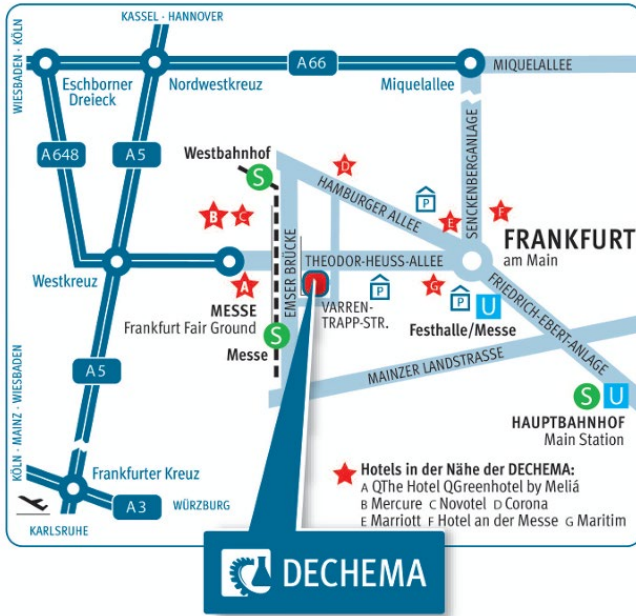 KASSEL · HANNOVER
WIESBADEN · KÖLN
A66
MIQUELALLEE
Eschborner
Dreieck
Nordwestkreuz
Miquelallee
A648
A5
Westbahnhof
S
D
HAMBURGER ALLEE
P
SENCKENBERGANLAGE
B
C
E
F
FRANKFURT
am Main
Westkreuz
THEODOR-HEUSS-ALLEE
EMSER BRÜCKE
A
MESSE
Frankfurt Fair Ground
VARREN-
TRAPP-STR.
P
G
P
U
Festhalle/Messe
FRIEDRICH-EBERT-ANLAGE
S
Messe
MAINZER LANDSTRASSE
A5
S U
HAUPTBAHNHOF
Main Station
KÖLN · MAINZ · WIESBADEN
Frankfurter Kreuz
A3
WÜRZBURG
KARLSRUHE
Hotels in der Nähe der DECHEMA:
A QThe Hotel QGreenhotel by Meliá
B Mercure C Novotel D Corona
E Marriott F Hotel an der Messe G Maritim
DECHEMA